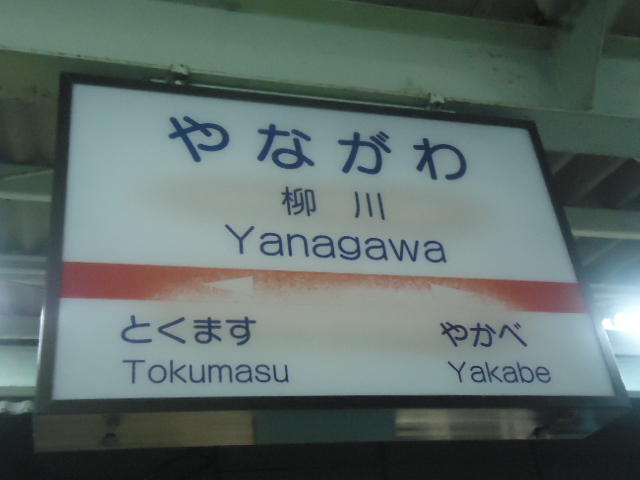 やながわ
柳川
Yanagawa
とくます やかべ
Tokumasu Yakabe